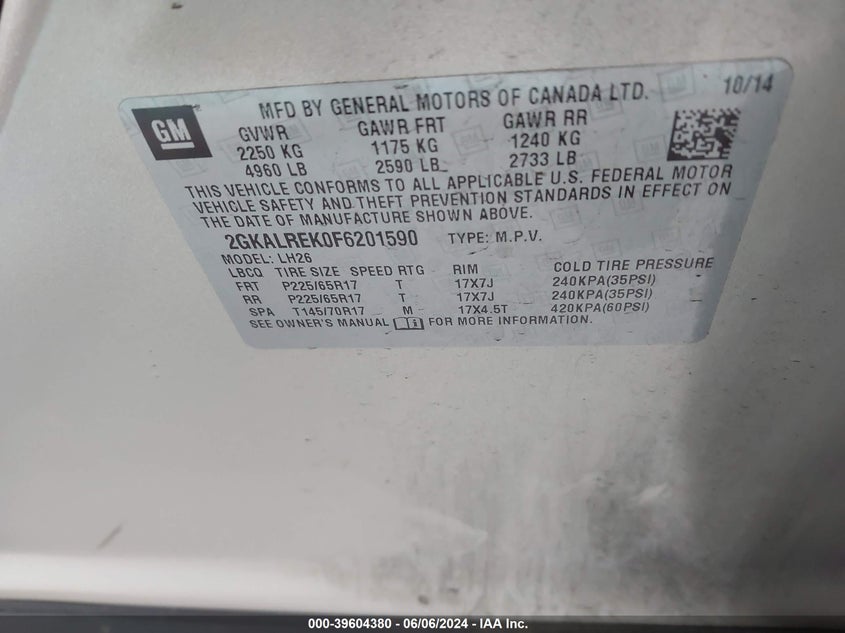 GM
MFD BY GENERAL MOTORS OF CANADA LTD. 10/14
GVWR GAWR FRT GAWR RR
2250 KG 1175 KG 1240 KG
4960 LB 2590 LB 2733 LB
THIS VEHICLE CONFORMS TO ALL APPLICABLE U.S. FEDERAL MOTOR
VEHICLE SAFETY AND THEFT PREVENTION STANDARDS IN EFFECT ON
THE DATE OF MANUFACTURE SHOWN ABOVE.
2GKALREK0F6201590 TYPE: M.P.V.
MODEL: LH26
LBCQ TIRE SIZE SPEED RTG RIM COLD TIRE PRESSURE
FRT P225/65R17 T 17X7J 240KPA(35PSI)
RR P225/65R17 T 17X7J 240KPA(35PSI)
SPA T145/70R17 M 17X4.5T 420KPA(60PSI)
SEE OWNER'S MANUAL FOR MORE INFORMATION.
000-39604380 - 06/06/2024 - IAA Inc.